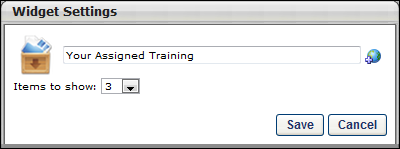 Widget Settings
Your Assigned Training
Items to show: 3
Save Cancel